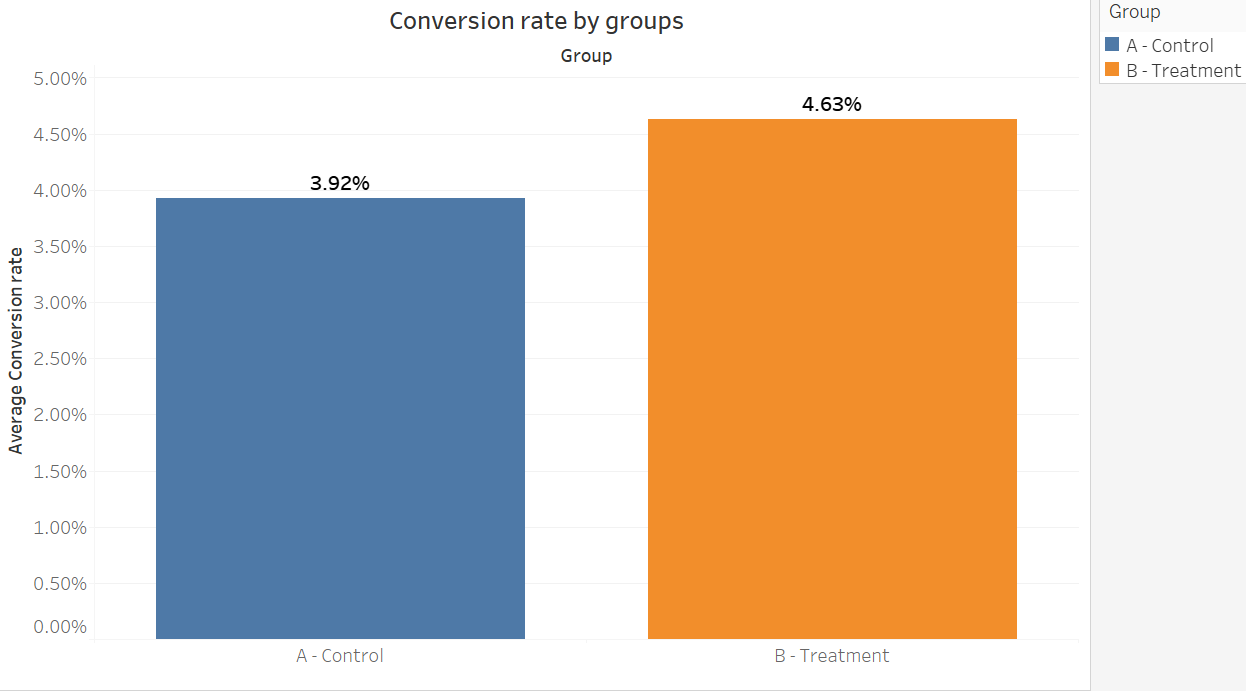 Conversion rate by groups
Group
5.00%
4.50%
4.00%
3.50%
3.00%
2.50%
2.00%
1.50%
1.00%
0.50%
0.00%
Average Conversion rate
3.92%
4.63%
A - Control
B - Treatment
Group
A - Control
B - Treatment